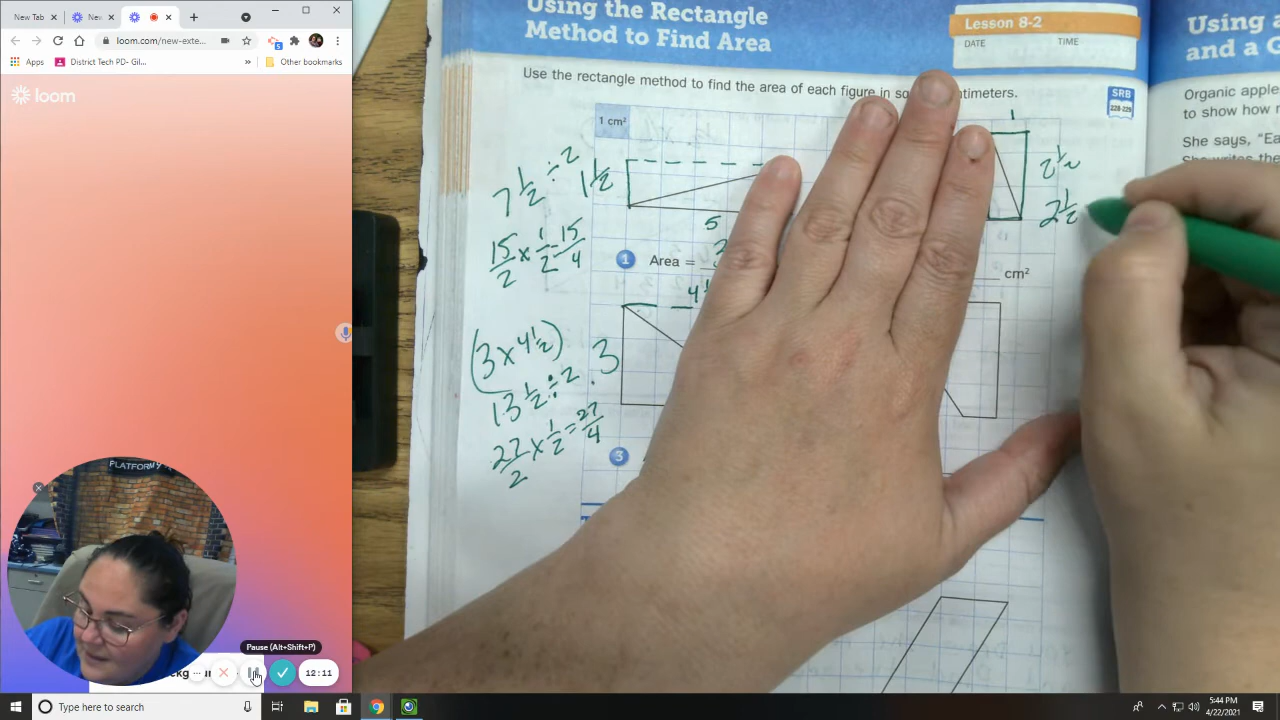 New Tab
New
loom.com/new-exte...
Apps
District Tech PD- Gil...
Other bookmarks
loom
PLATFORM
Pause (Alt+Shift+P)
12:11
Type here to search
5:44 PM
4/22/2021
Using the Rectangle
Method to Find Area
Lesson 8-2
DATE TIME
Use the rectangle method to find the area of each figure in centimeters.
SRB
1 cm²
1
7 1/2 ÷ 2
1 1/2
2 1/2
2 1/2
5
15/2 × 1/2 = 15/4
1 Area =
cm²
4
(3 × 4 1/2)
3
13 1/2 ÷ 2
27/2 × 1/2 = 27/4
3
Using
and a
Organic apple
to show how
She says, "Ea